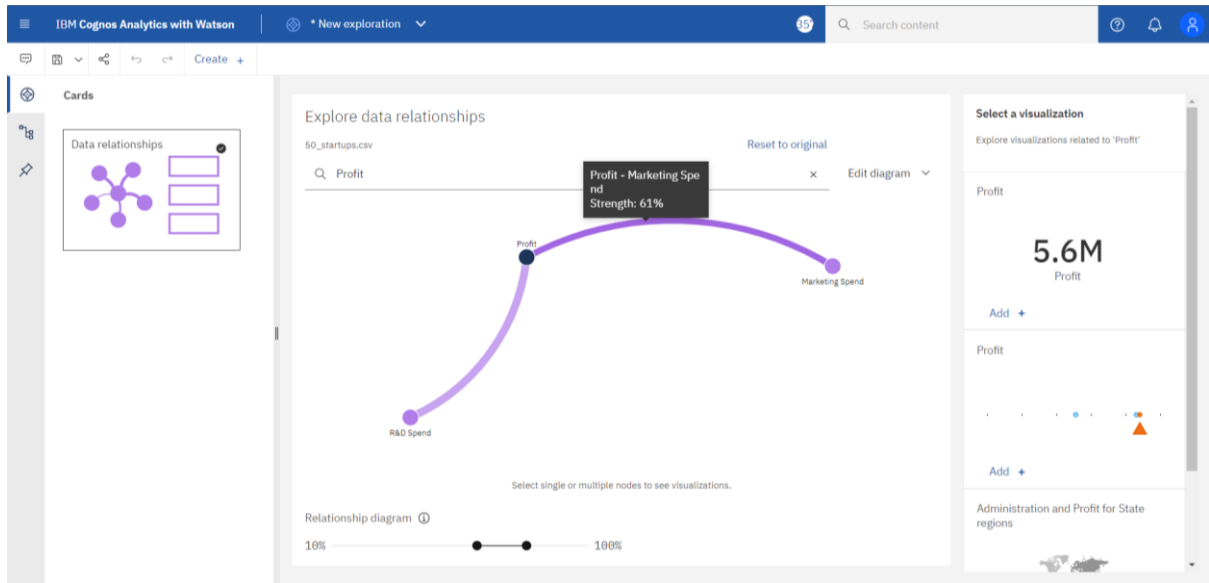 IBM Cognos Analytics with Watson
* New exploration
35
Search content
Create +
Cards
Data relationships
Explore data relationships
50_startups.csv
Reset to original
Profit
Edit diagram
Profit - Marketing Spe
nd
Strength: 61%
Profit
Marketing Spend
R&D Spend
Select single or multiple nodes to see visualizations.
Relationship diagram
10%
100%
Select a visualization
Explore visualizations related to 'Profit'
Profit
5.6M
Profit
Add +
Profit
Add +
Administration and Profit for State
regions